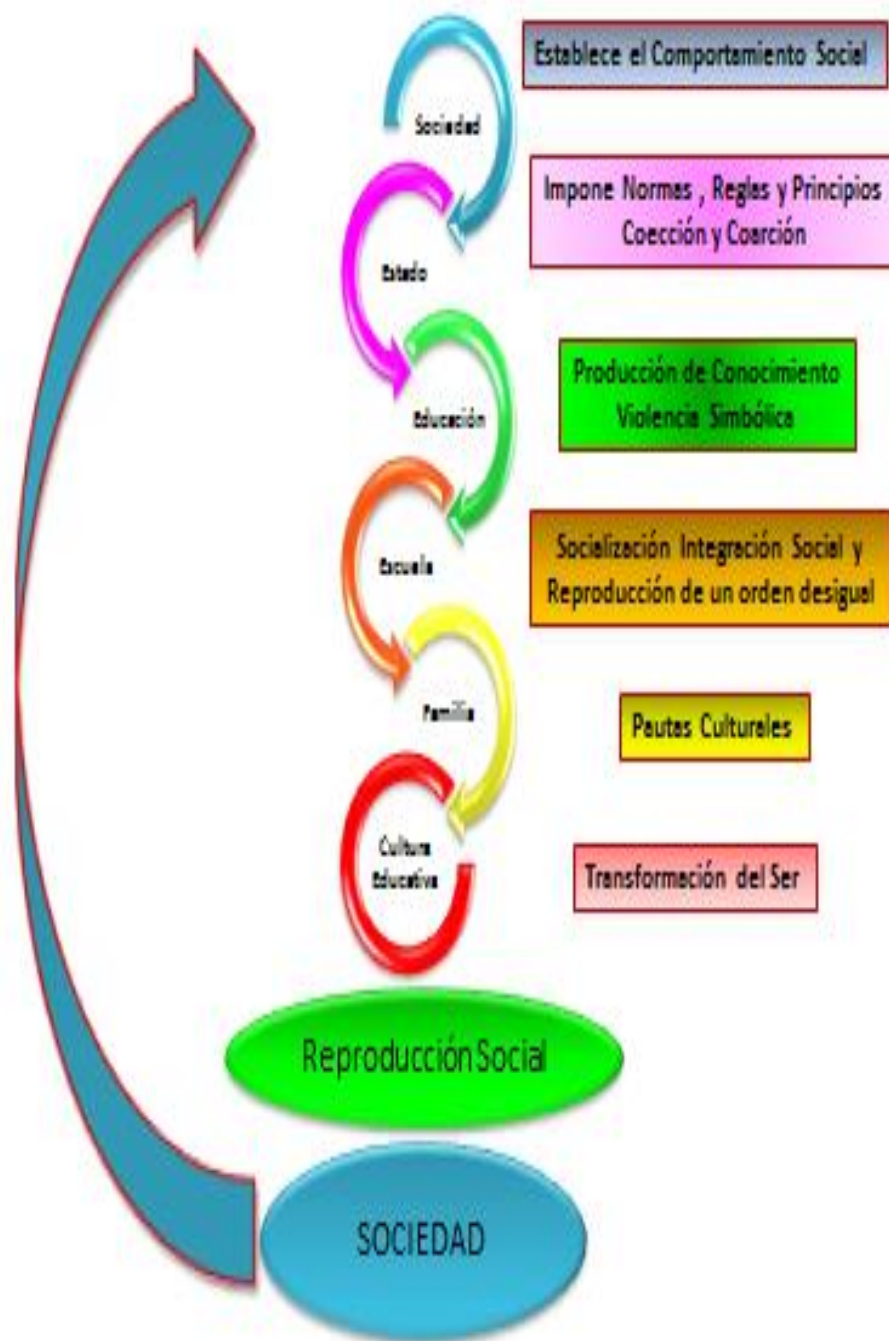 Sociedad
Establece el Comportamiento Social
Estado
Impone Normas , Reglas y Principios
Coección y Coarción
Educación
Producción de Conocimiento
Violencia Simbólica
Escuela
Socialización Integración Social y
Reproducción de un orden desigual
Familia
Pautas Culturales
Cultura
Educativa
Transformación del Ser
Reproducción Social
SOCIEDAD